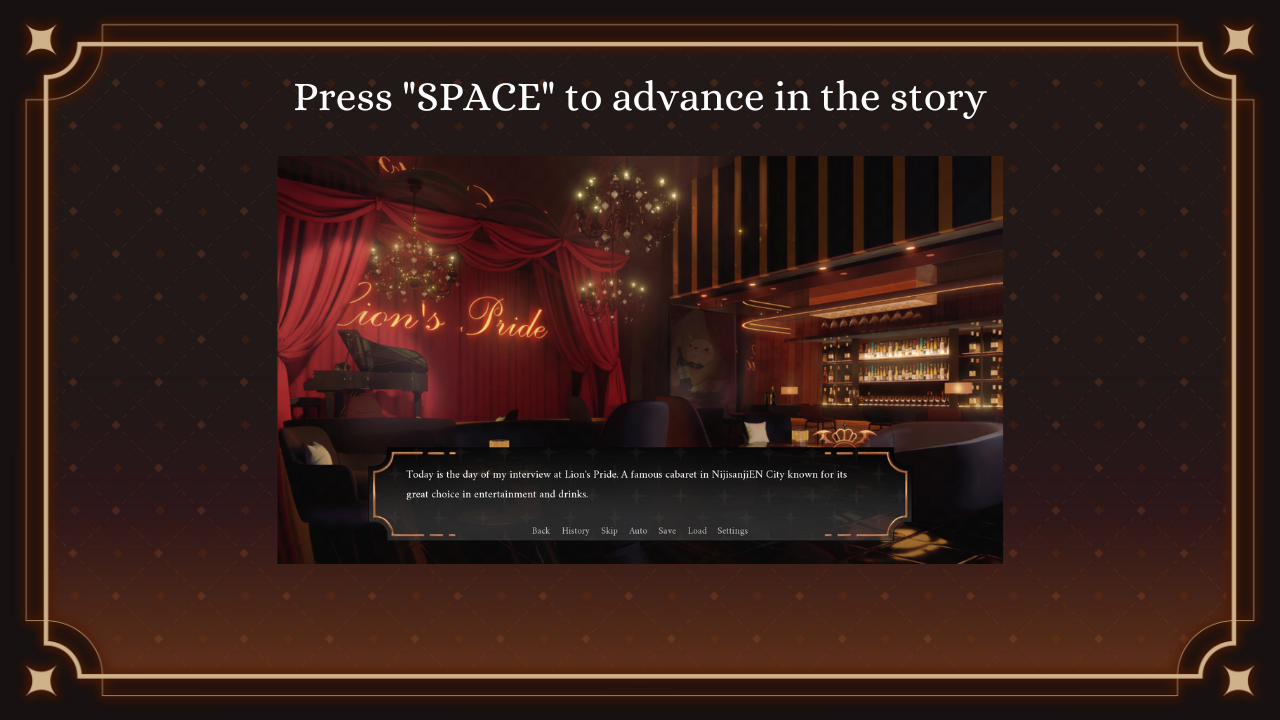 Press "SPACE" to advance in the story
Lion's Pride
Today is the day of my interview at Lion's Pride. A famous cabaret in NijisanjiEN City known for its
great choice in entertainment and drinks.
Back History Skip Auto Save Load Settings